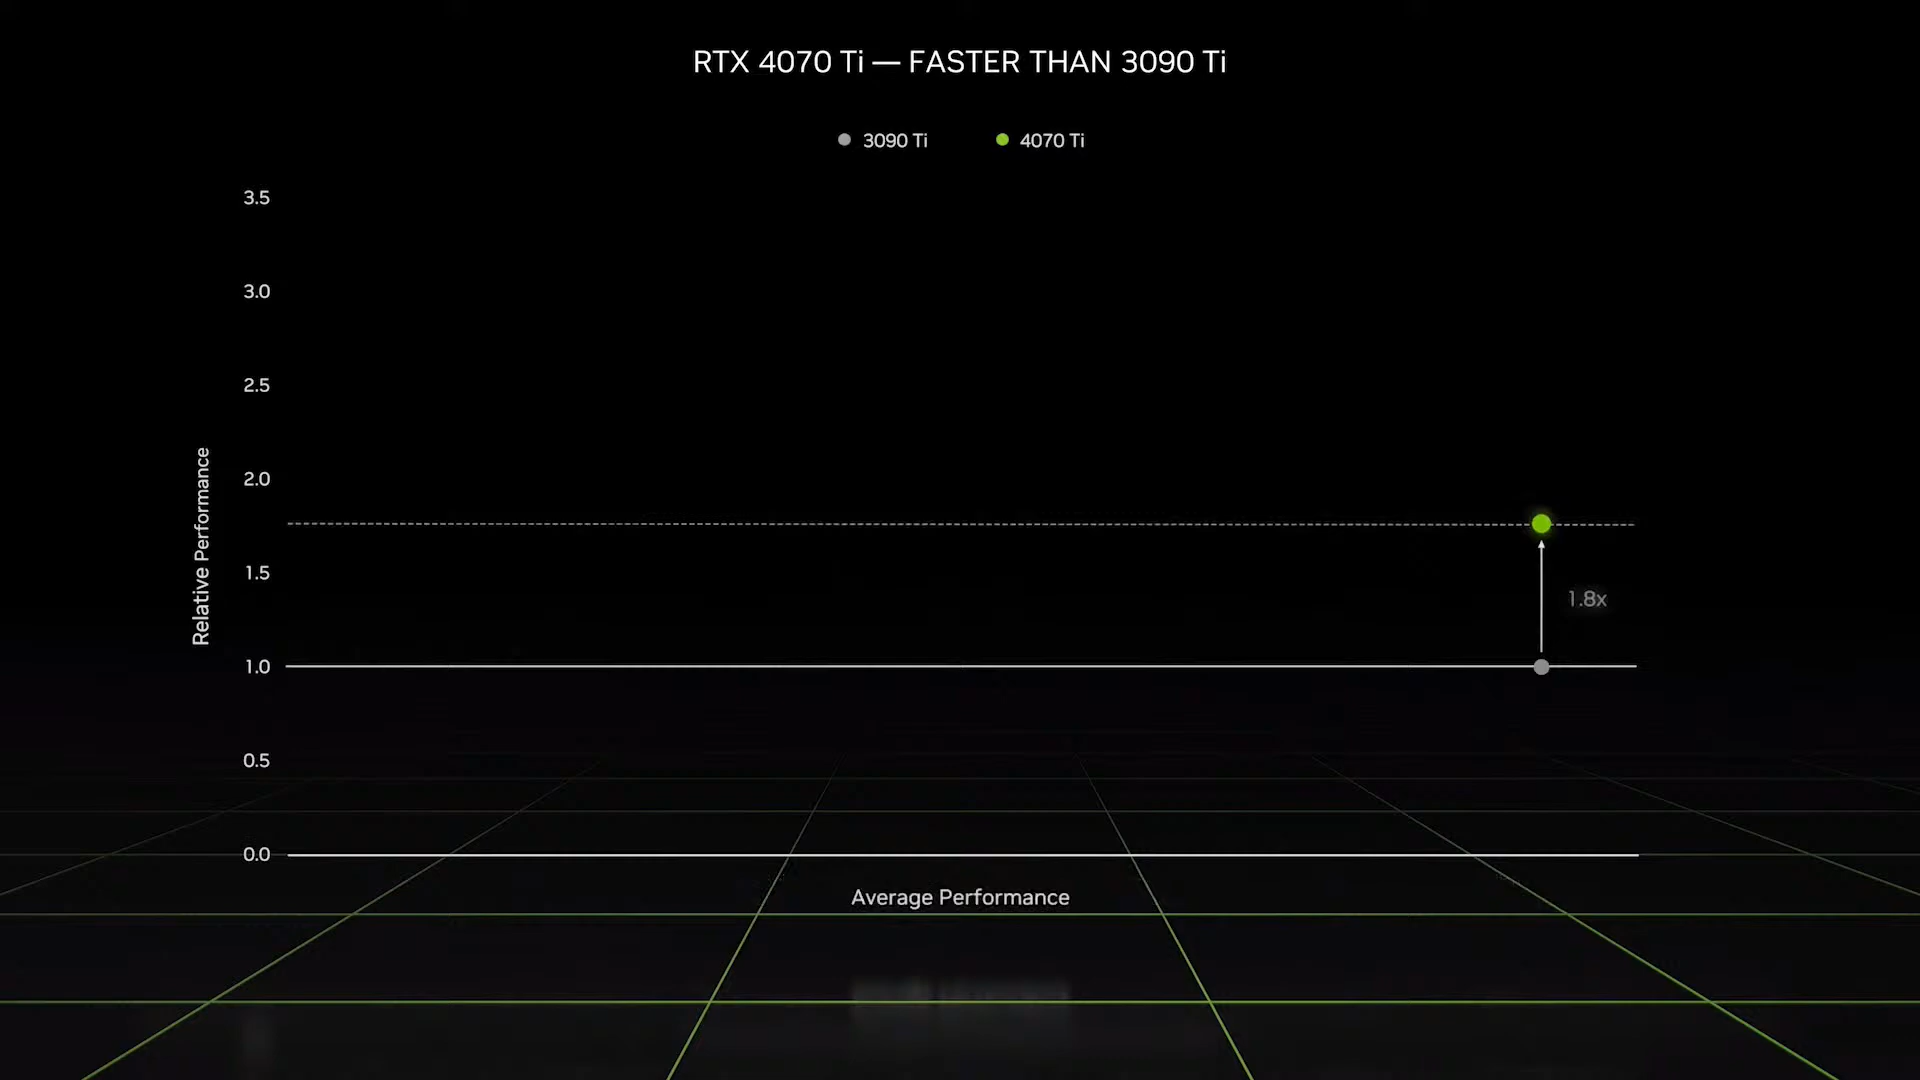 RTX 4070 Ti — FASTER THAN 3090 Ti
3090 Ti
4070 Ti
3.5
3.0
2.5
2.0
1.5
1.0
0.5
0.0
Relative Performance
1.8x
Average Performance